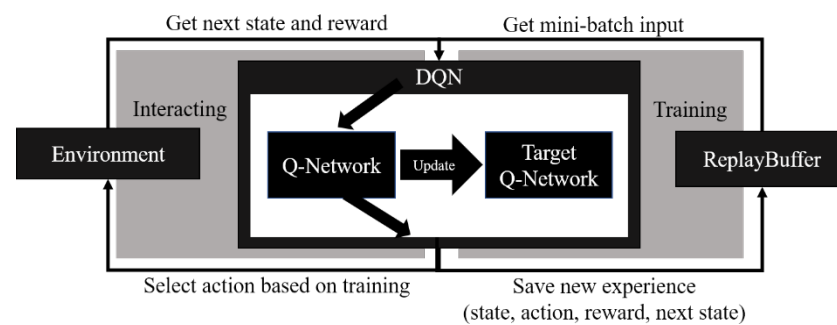 Get next state and reward
Get mini-batch input
DQN
Interacting
Training
Environment
Q-Network
Update
Target
Q-Network
ReplayBuffer
Select action based on training
Save new experience
(state, action, reward, next state)